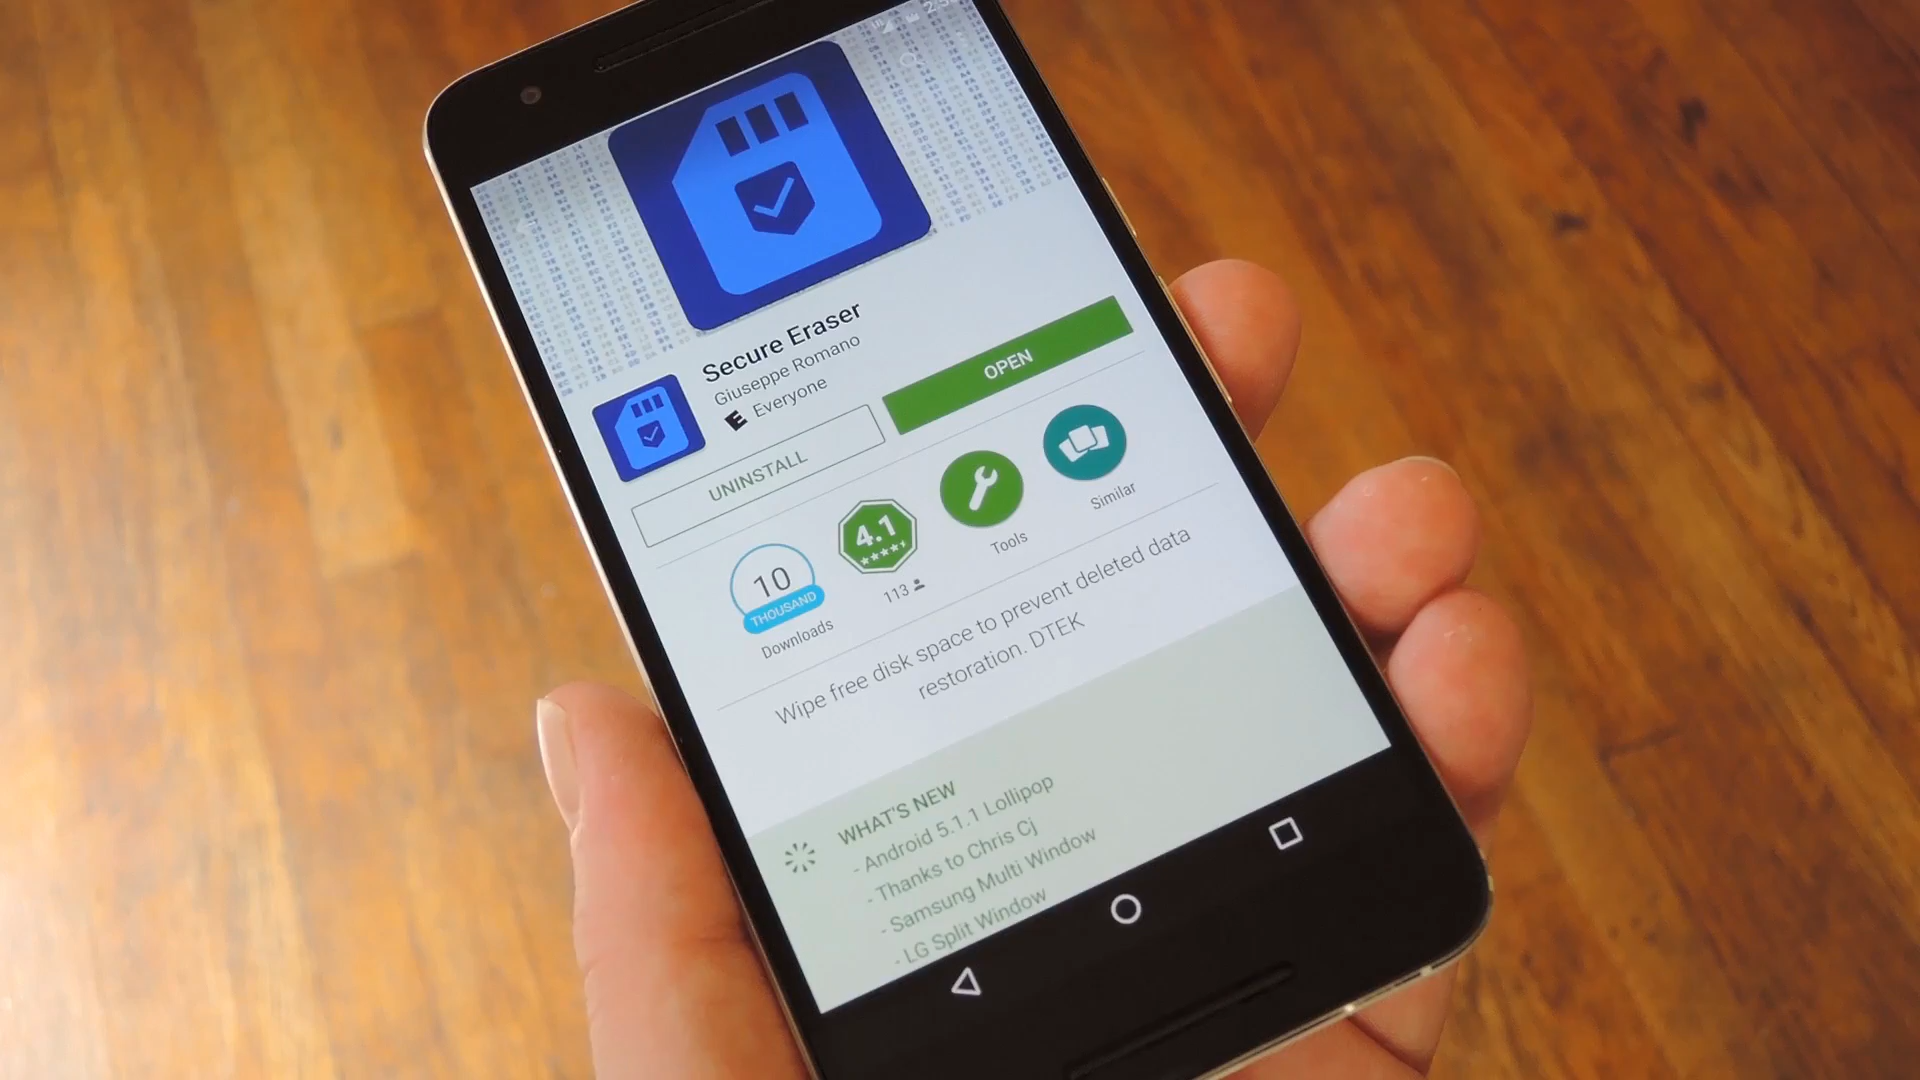 Secure Eraser
Giuseppe Romano
E Everyone
UNINSTALL
OPEN
10
THOUSAND
Downloads
4.1
113
Tools
Similar
Wipe free disk space to prevent deleted data
restoration. DTEK
WHAT'S NEW
- Android 5.1.1 Lollipop
- Thanks to Chris Cj
- Samsung Multi Window
- LG Split Window